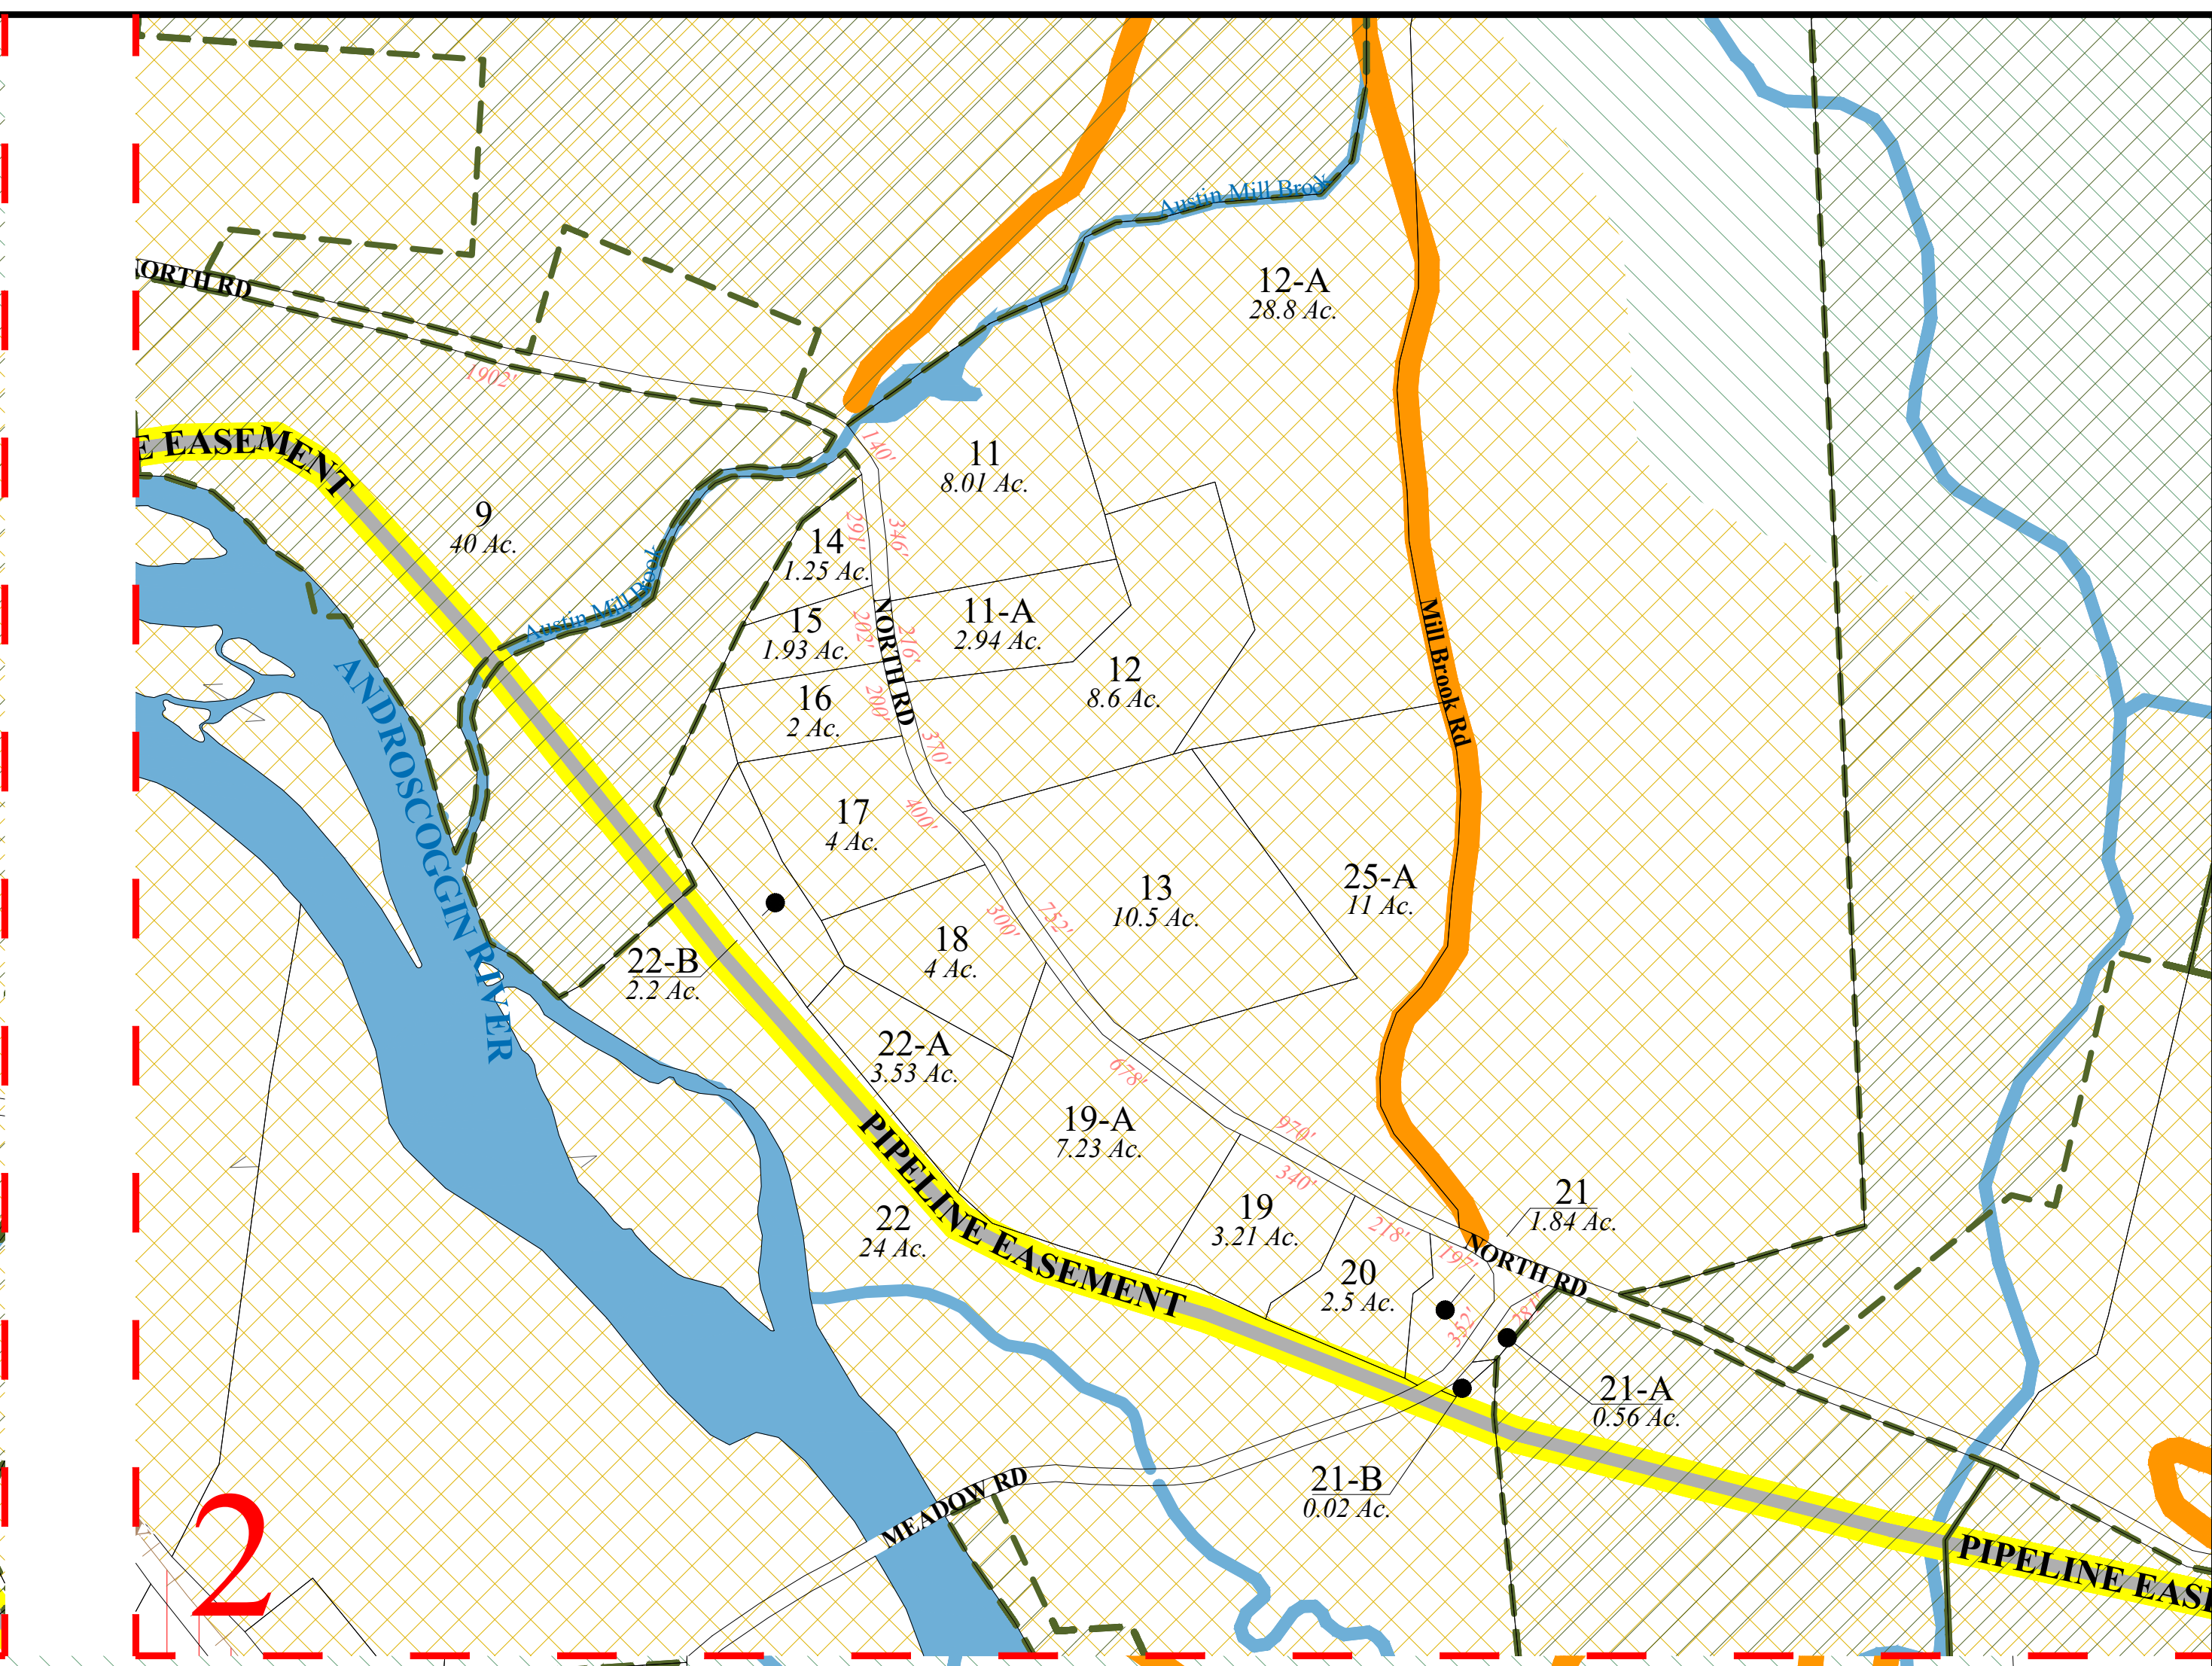 Austin Mill Brook
12-A
28.8 Ac.
NORTH RD
1902'
E EASEMENT
140'
11
8.01 Ac.
9
40 Ac.
291'
346'
14
1.25 Ac.
Austin Mill Brook
NORTH RD
11-A
2.94 Ac.
15
1.93 Ac.
202'
216'
Mill Brook Rd
12
8.6 Ac.
16
2 Ac.
200'
370'
ANDROSCOGGIN RIVER
17
4 Ac.
400'
13
10.5 Ac.
25-A
11 Ac.
300'
752'
18
4 Ac.
22-B
2.2 Ac.
22-A
3.53 Ac.
678'
19-A
7.23 Ac.
970'
340'
PIPELINE EASEMENT
22
24 Ac.
19
3.21 Ac.
21
1.84 Ac.
218'
197'
NORTH RD
20
2.5 Ac.
352'
287'
21-A
0.56 Ac.
21-B
0.02 Ac.
MEADOW RD
2
PIPELINE EASE